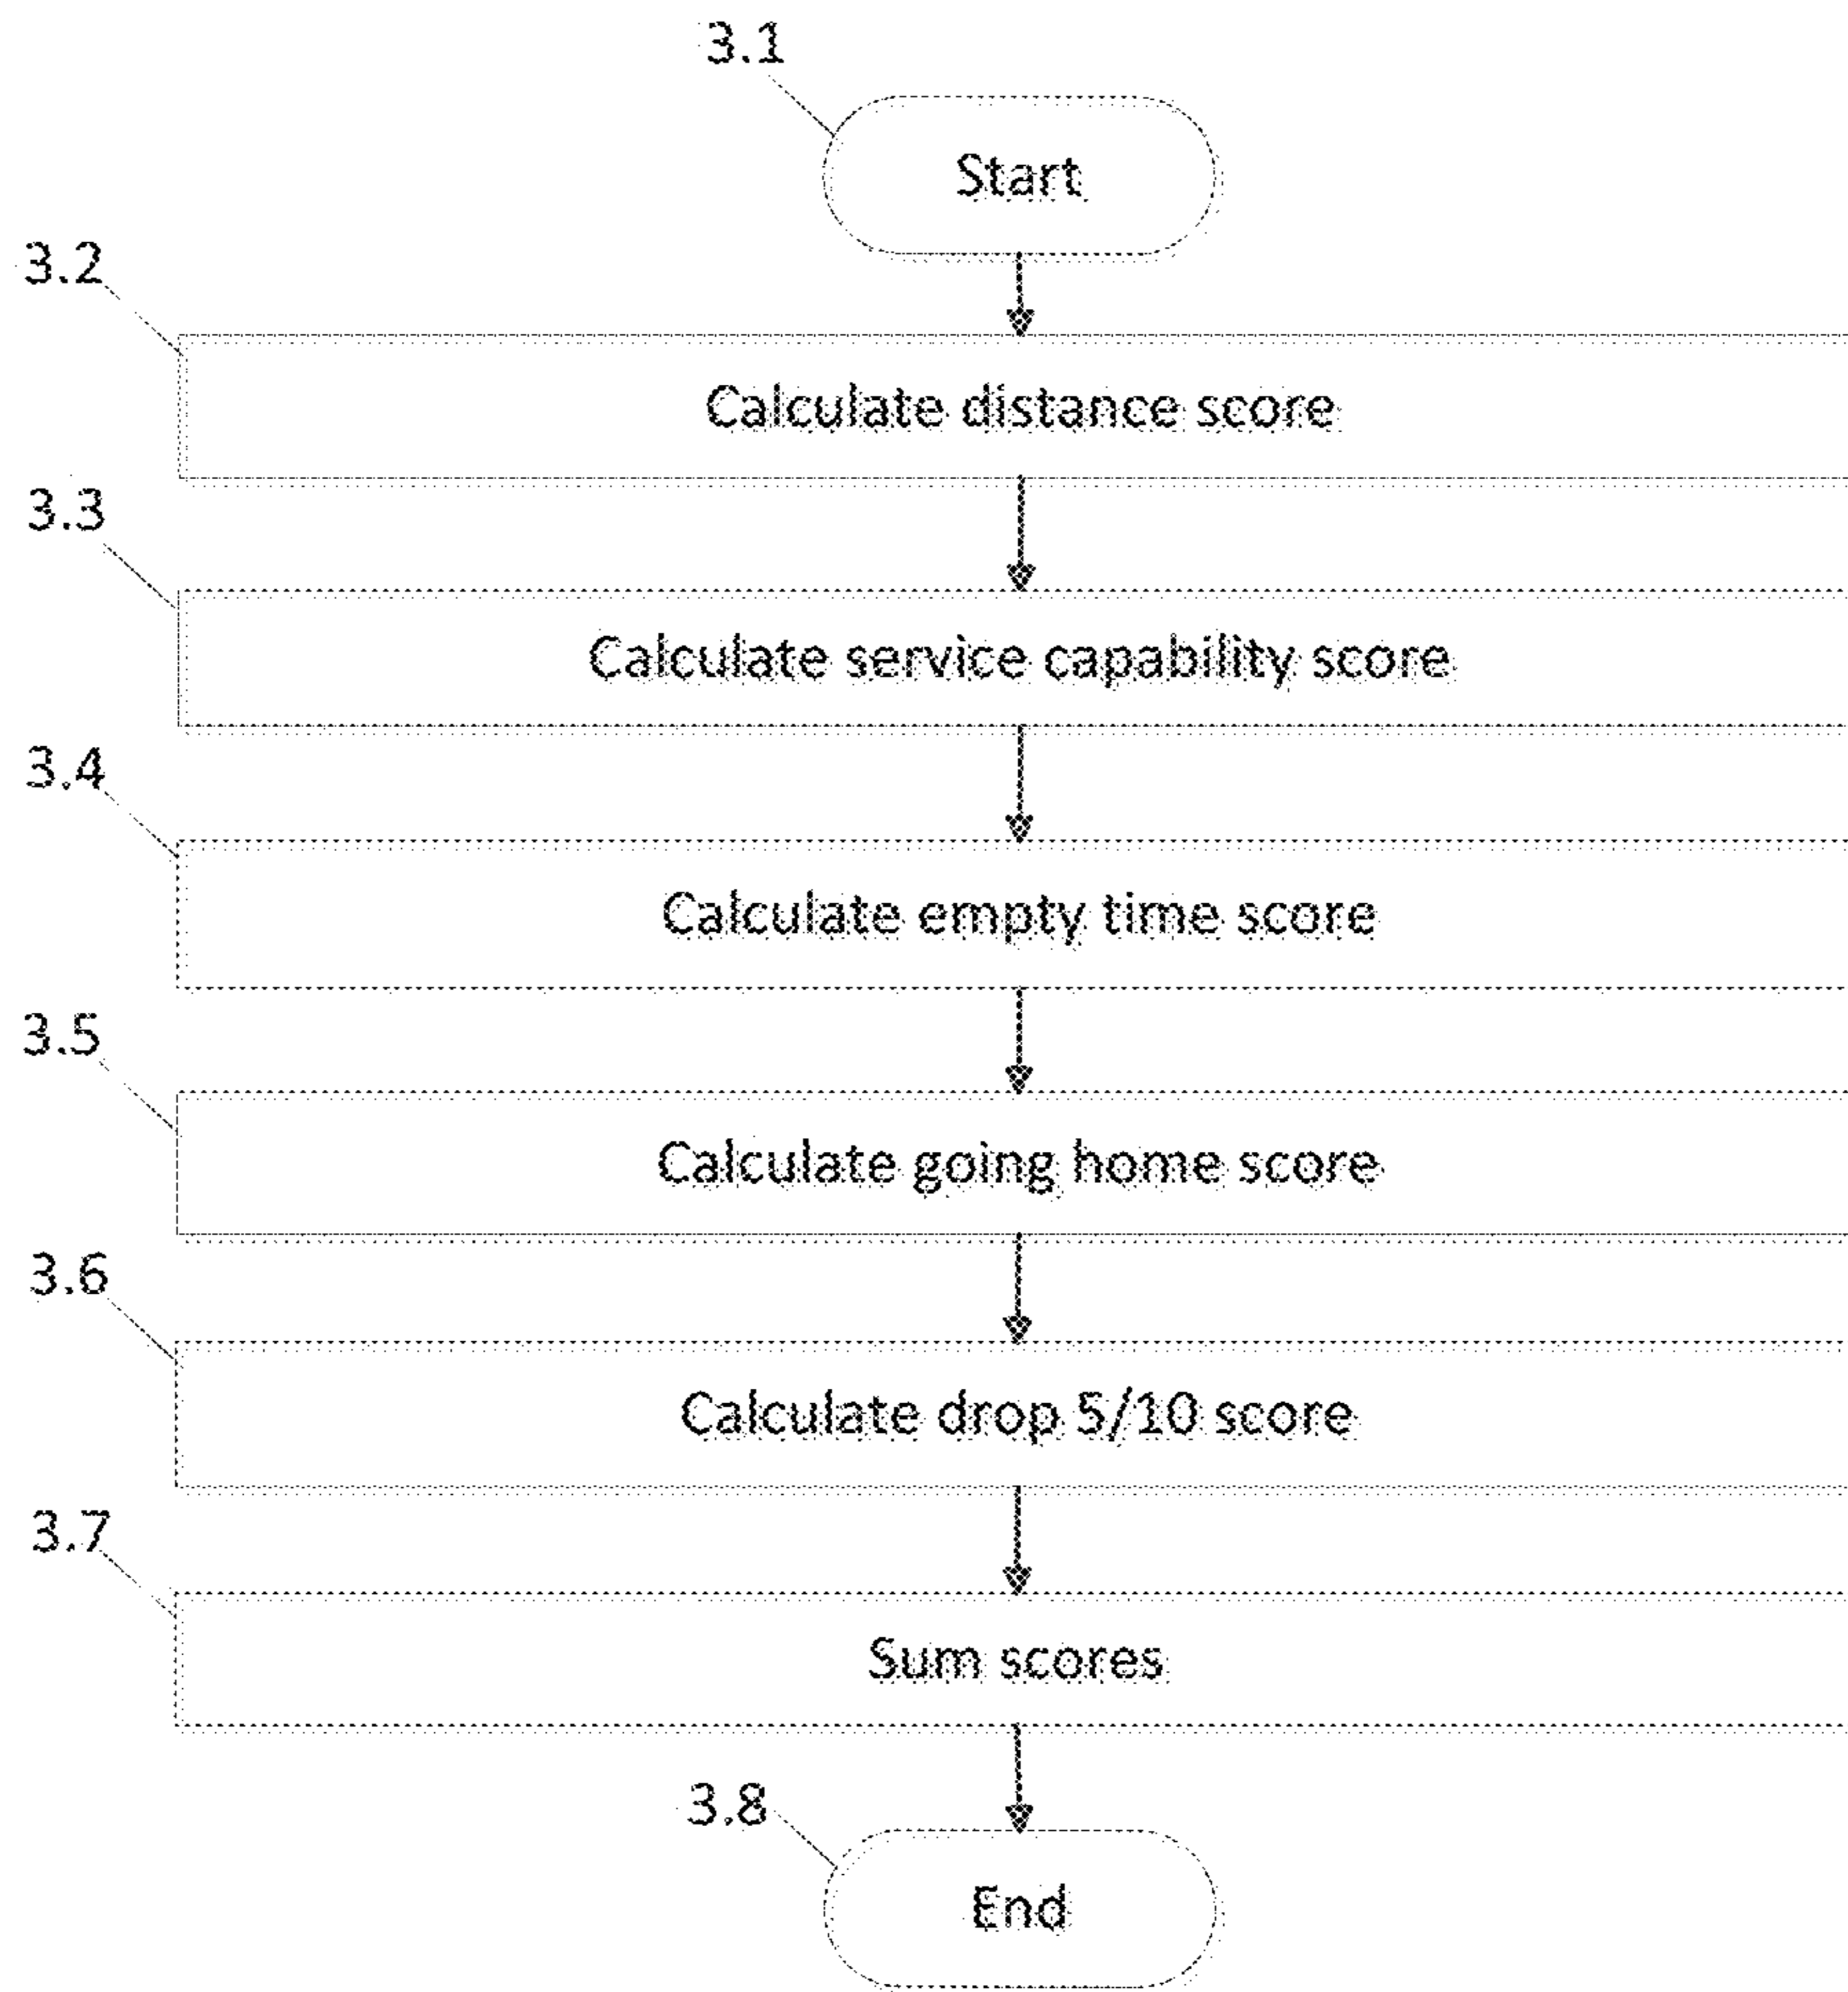 3.1
Start
3.2
Calculate distance score
3.3
Calculate service capability score
3.4
Calculate empty time score
3.5
Calculate going home score
3.6
Calculate drop 5/10 score
3.7
Sum scores
3.8
End